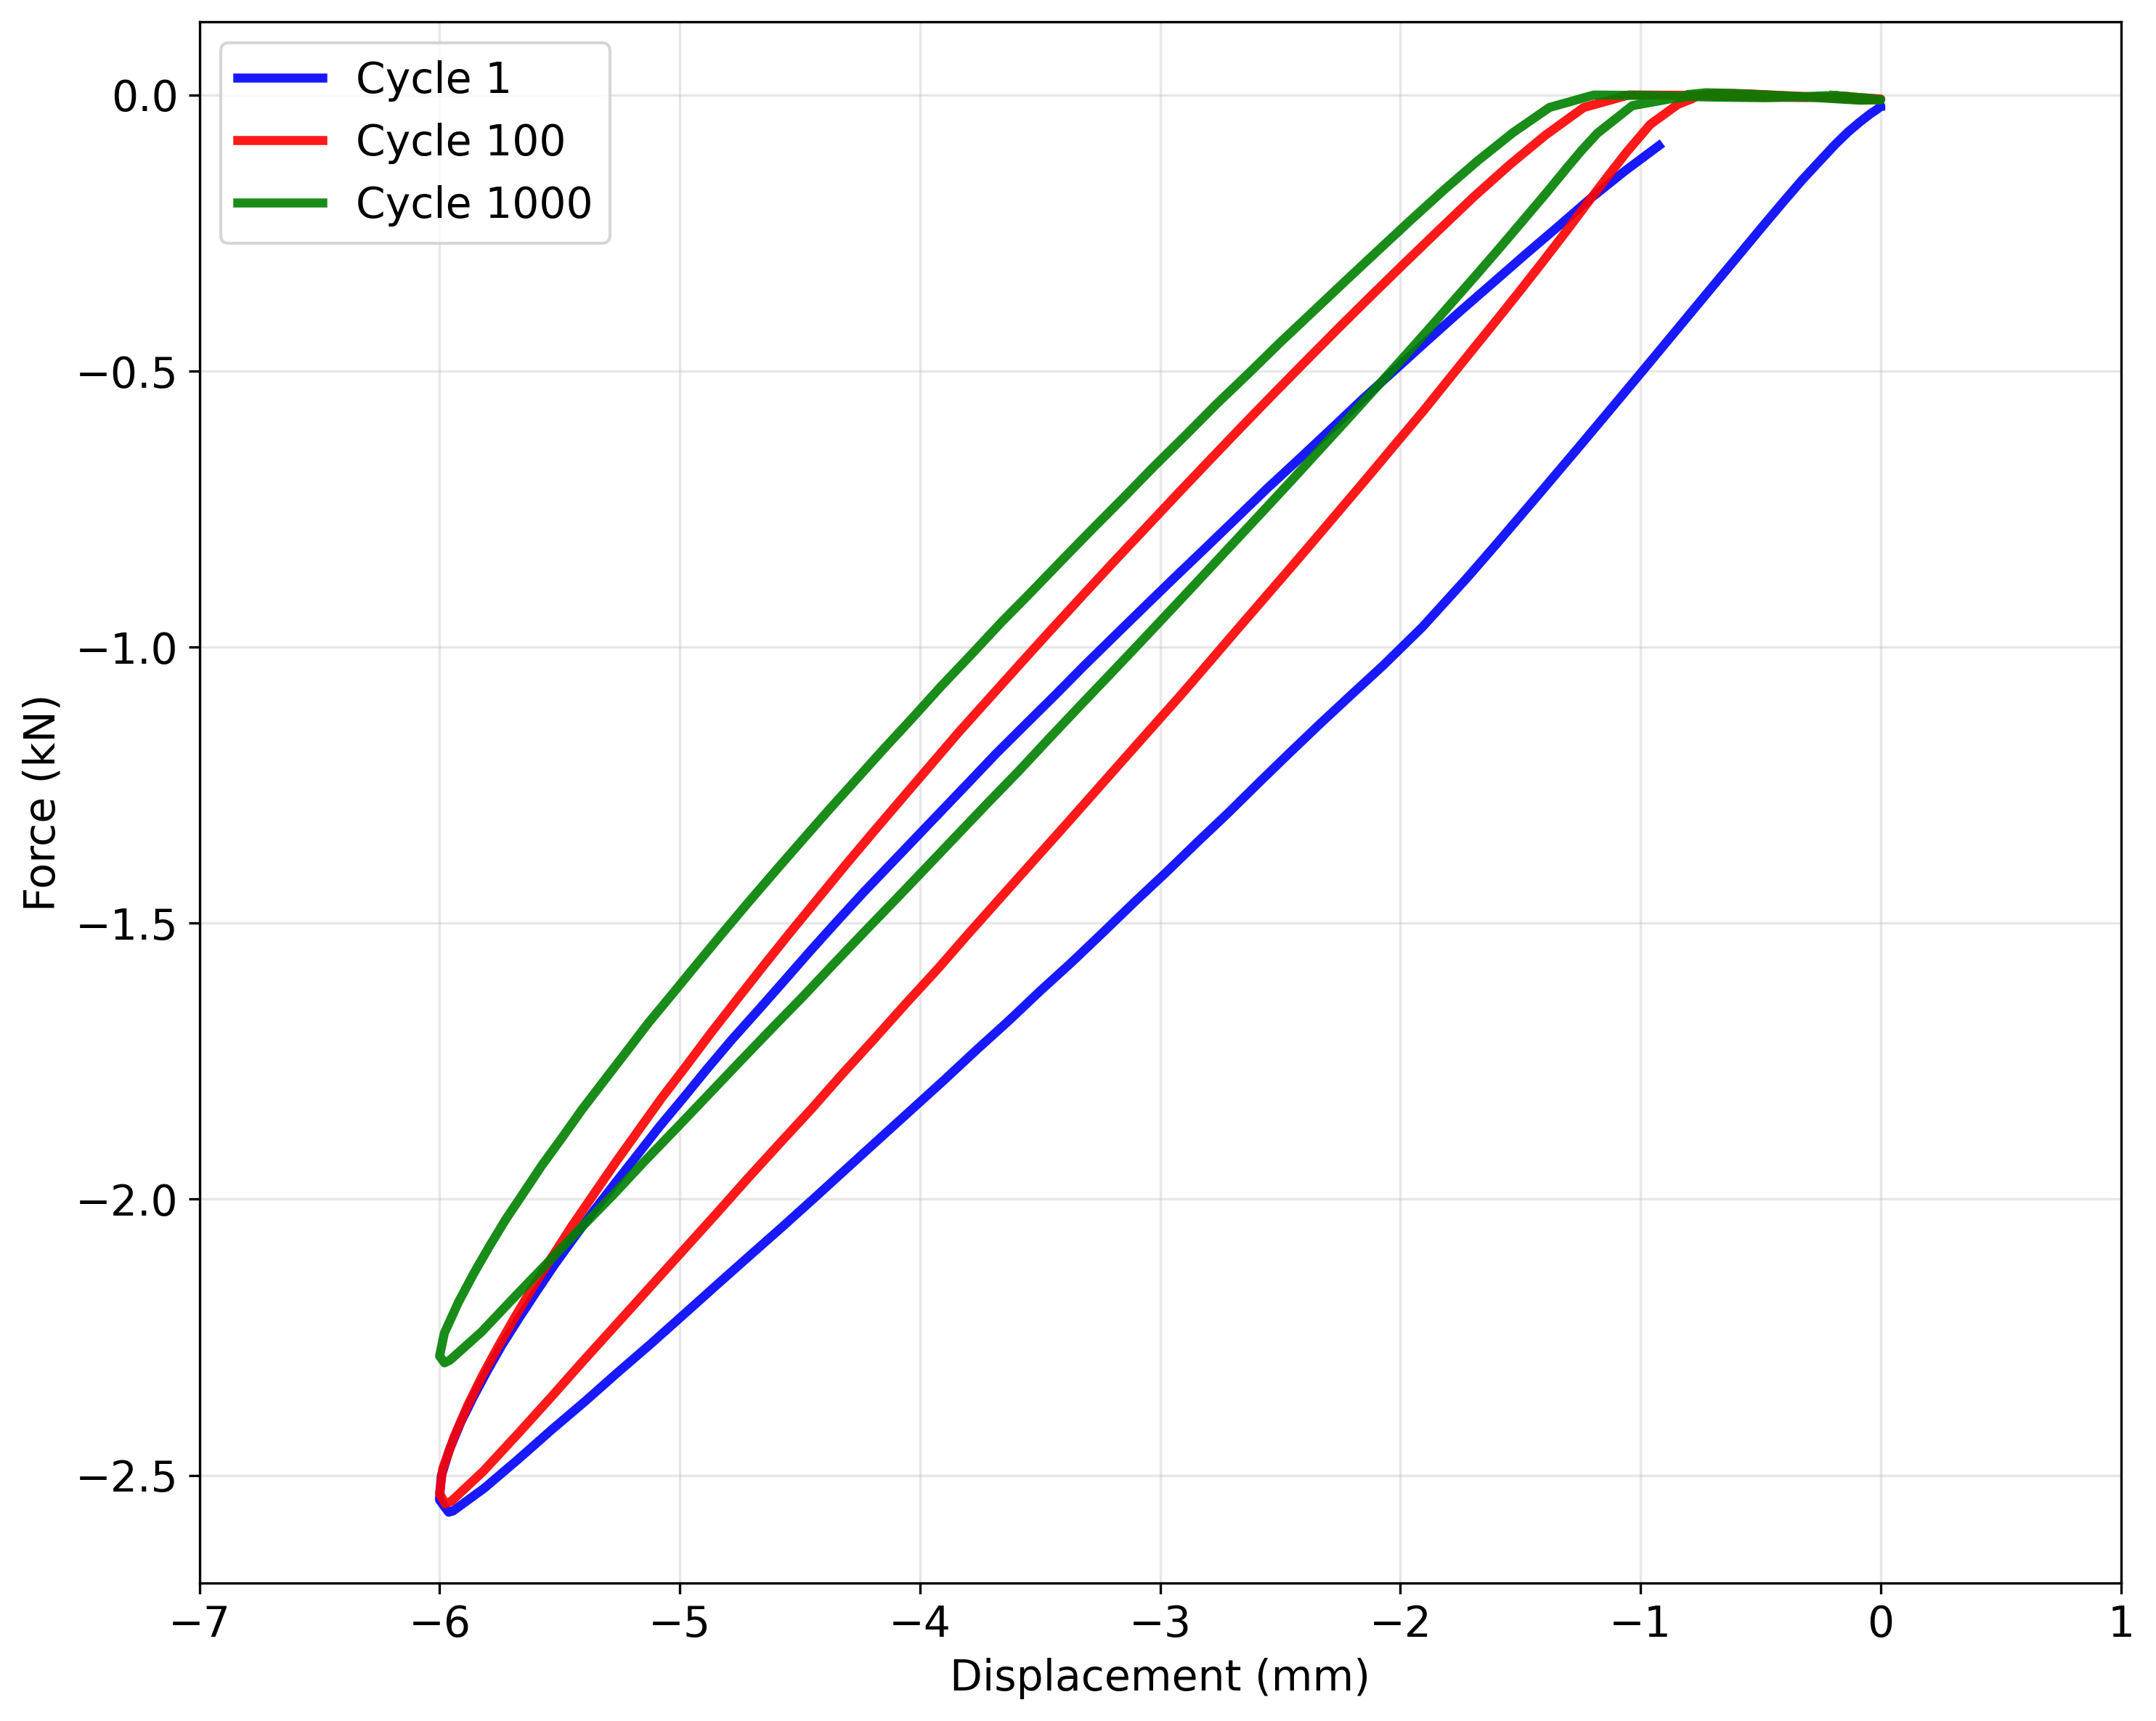 Cycle 1
Cycle 100
Cycle 1000
0.0
−0.5
−1.0
−1.5
−2.0
−2.5
Force (kN)
−7 −6 −5 −4 −3 −2 −1 0 1
Displacement (mm)